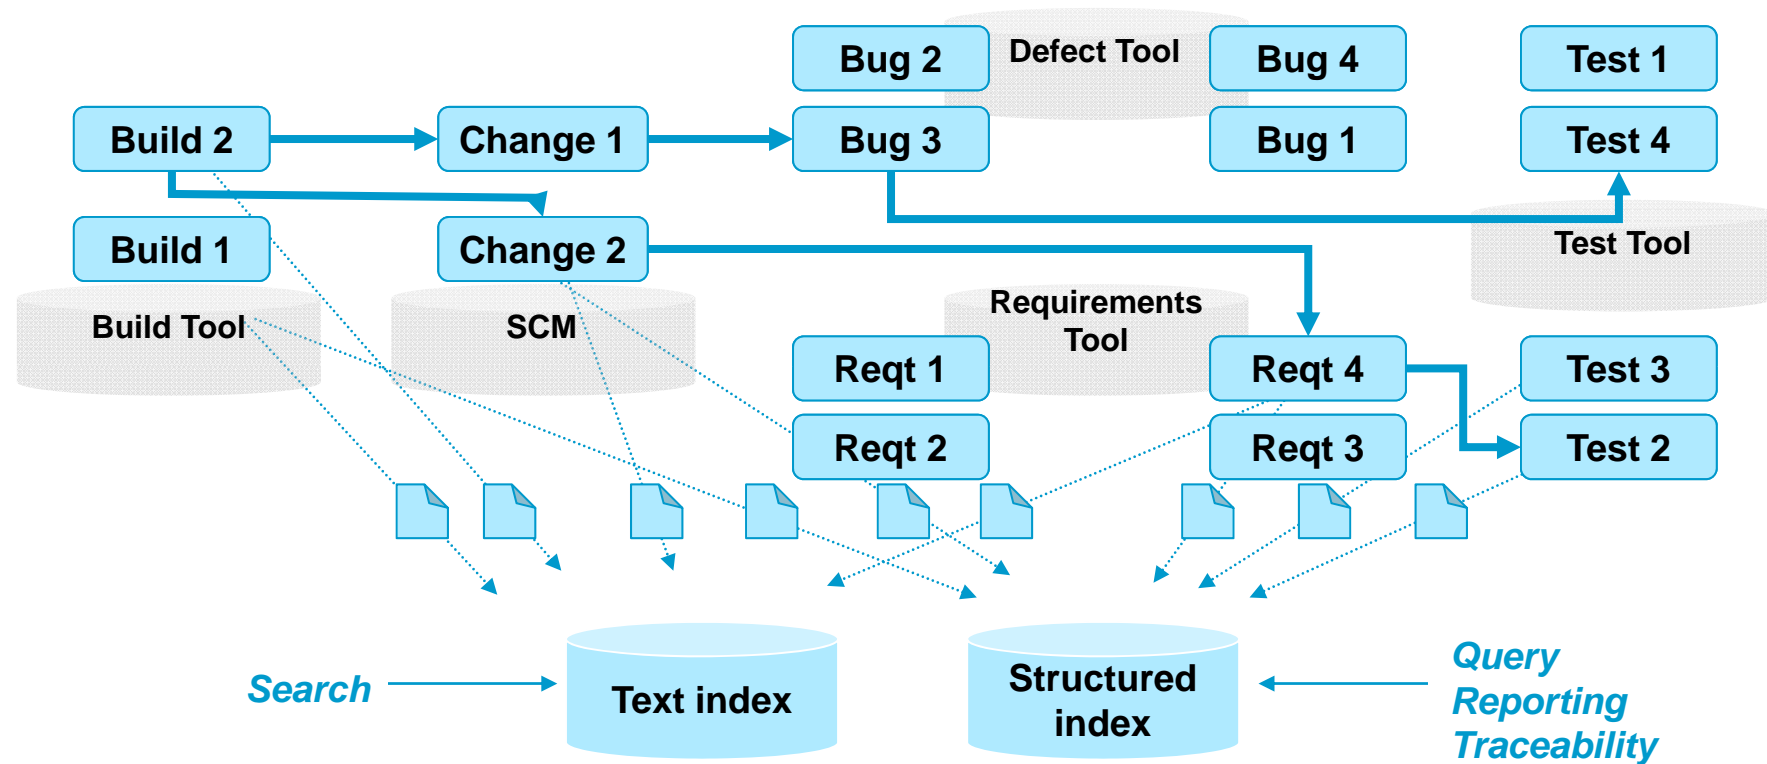 Bug 2
Defect Tool
Bug 4
Test 1
Build 2
Change 1
Bug 3
Bug 1
Test 4
Build 1
Change 2
Test Tool
Build Tool
SCM
Requirements
Tool
Reqt 1
Reqt 4
Test 3
Reqt 2
Reqt 3
Test 2
Search
Text index
Structured
index
Query
Reporting
Traceability